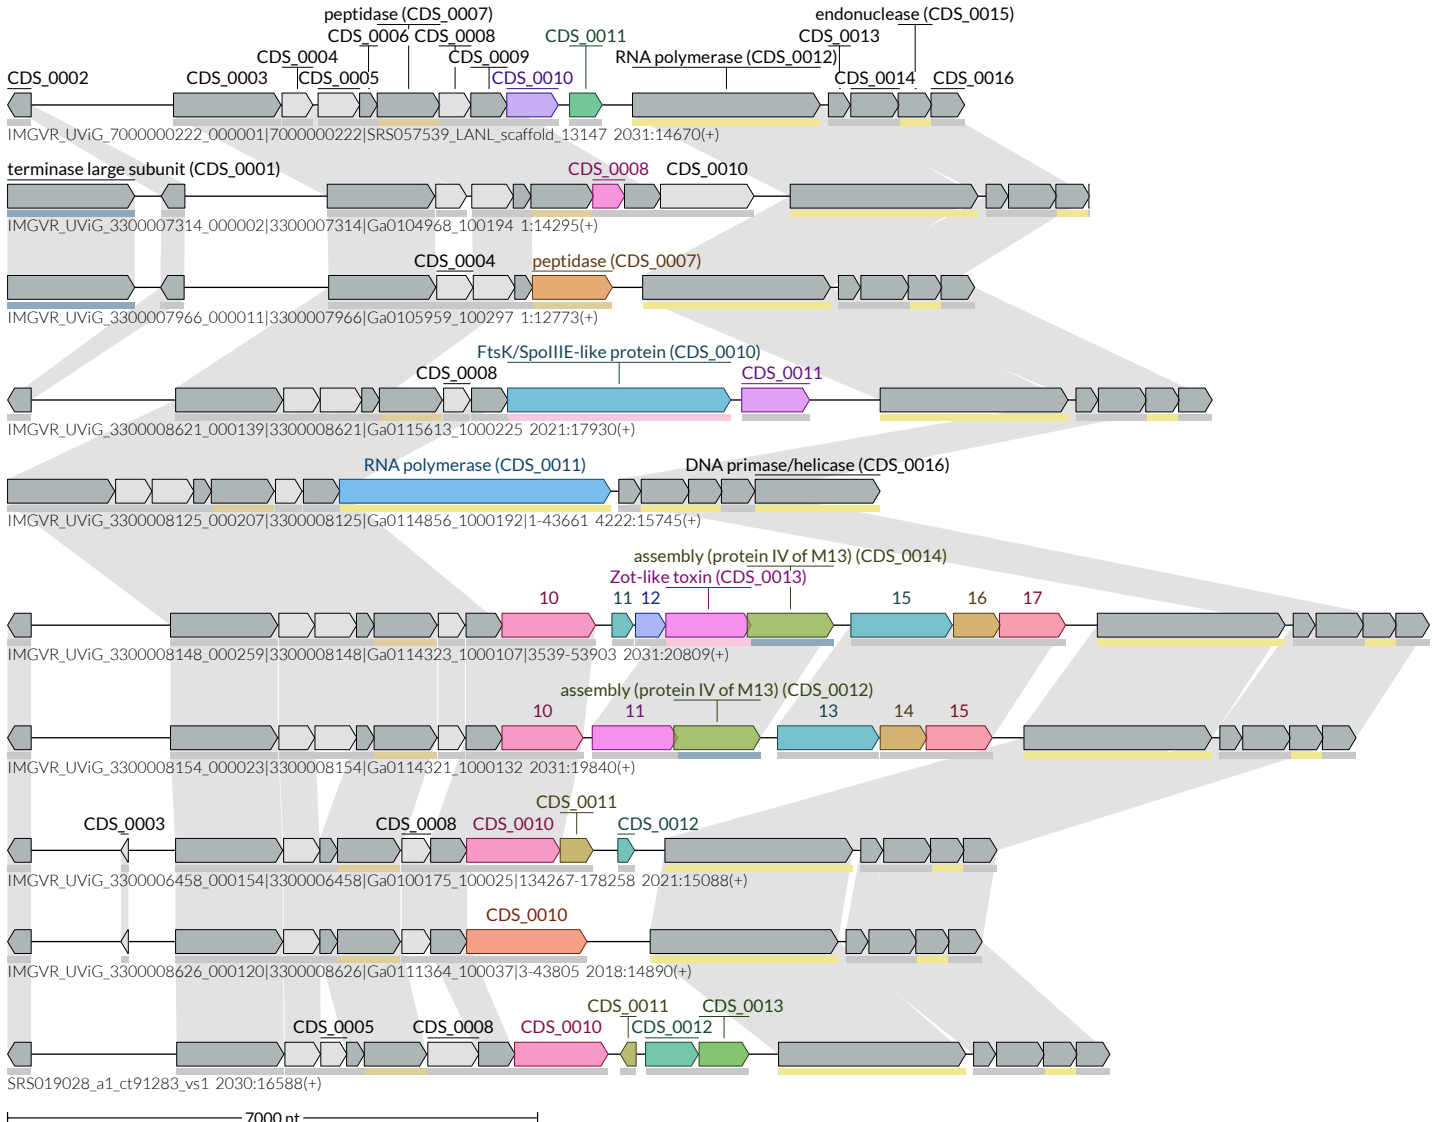 peptidase (CDS_0007)
endonuclease (CDS_0015)
CDS_0006 CDS_0008 CDS_0011 CDS_0013
CDS_0004 CDS_0009 RNA polymerase (CDS_0012)
CDS_0002 CDS_0003 CDS_0005 CDS_0010 CDS_0014 CDS_0016
IMGVR_UViG_7000000222_000001|7000000222|SRS057539_LANL_scaffold_13147 2031:14670(+)
terminase large subunit (CDS_0001) CDS_0008 CDS_0010
IMGVR_UViG_3300007314_000002|3300007314|Ga0104968_100194 1:14295(+)
CDS_0004 peptidase (CDS_0007)
IMGVR_UViG_3300007966_000011|3300007966|Ga0105959_100297 1:12773(+)
FtsK/SpoIIIE-like protein (CDS_0010)
CDS_0008 CDS_0011
IMGVR_UViG_3300008621_000139|3300008621|Ga0115613_1000225 2021:17930(+)
RNA polymerase (CDS_0011) DNA primase/helicase (CDS_0016)
IMGVR_UViG_3300008125_000207|3300008125|Ga0114856_1000192|1-43661 4222:15745(+)
assembly (protein IV of M13) (CDS_0014)
Zot-like toxin (CDS_0013)
10 11 12 15 16 17
IMGVR_UViG_3300008148_000259|3300008148|Ga0114323_1000107|3539-53903 2031:20809(+)
assembly (protein IV of M13) (CDS_0012)
10 11 13 14 15
IMGVR_UViG_3300008154_000023|3300008154|Ga0114321_1000132 2031:19840(+)
CDS_0011
CDS_0003 CDS_0008 CDS_0010 CDS_0012
IMGVR_UViG_3300006458_000154|3300006458|Ga0100175_100025|134267-178258 2021:15088(+)
CDS_0010
IMGVR_UViG_3300008626_000120|3300008626|Ga0111364_100037|3-43805 2018:14890(+)
CDS_0011 CDS_0013
CDS_0005 CDS_0008 CDS_0010 CDS_0012
SRS019028_a1_ct91283_vs1 2030:16588(+)
7000 nt